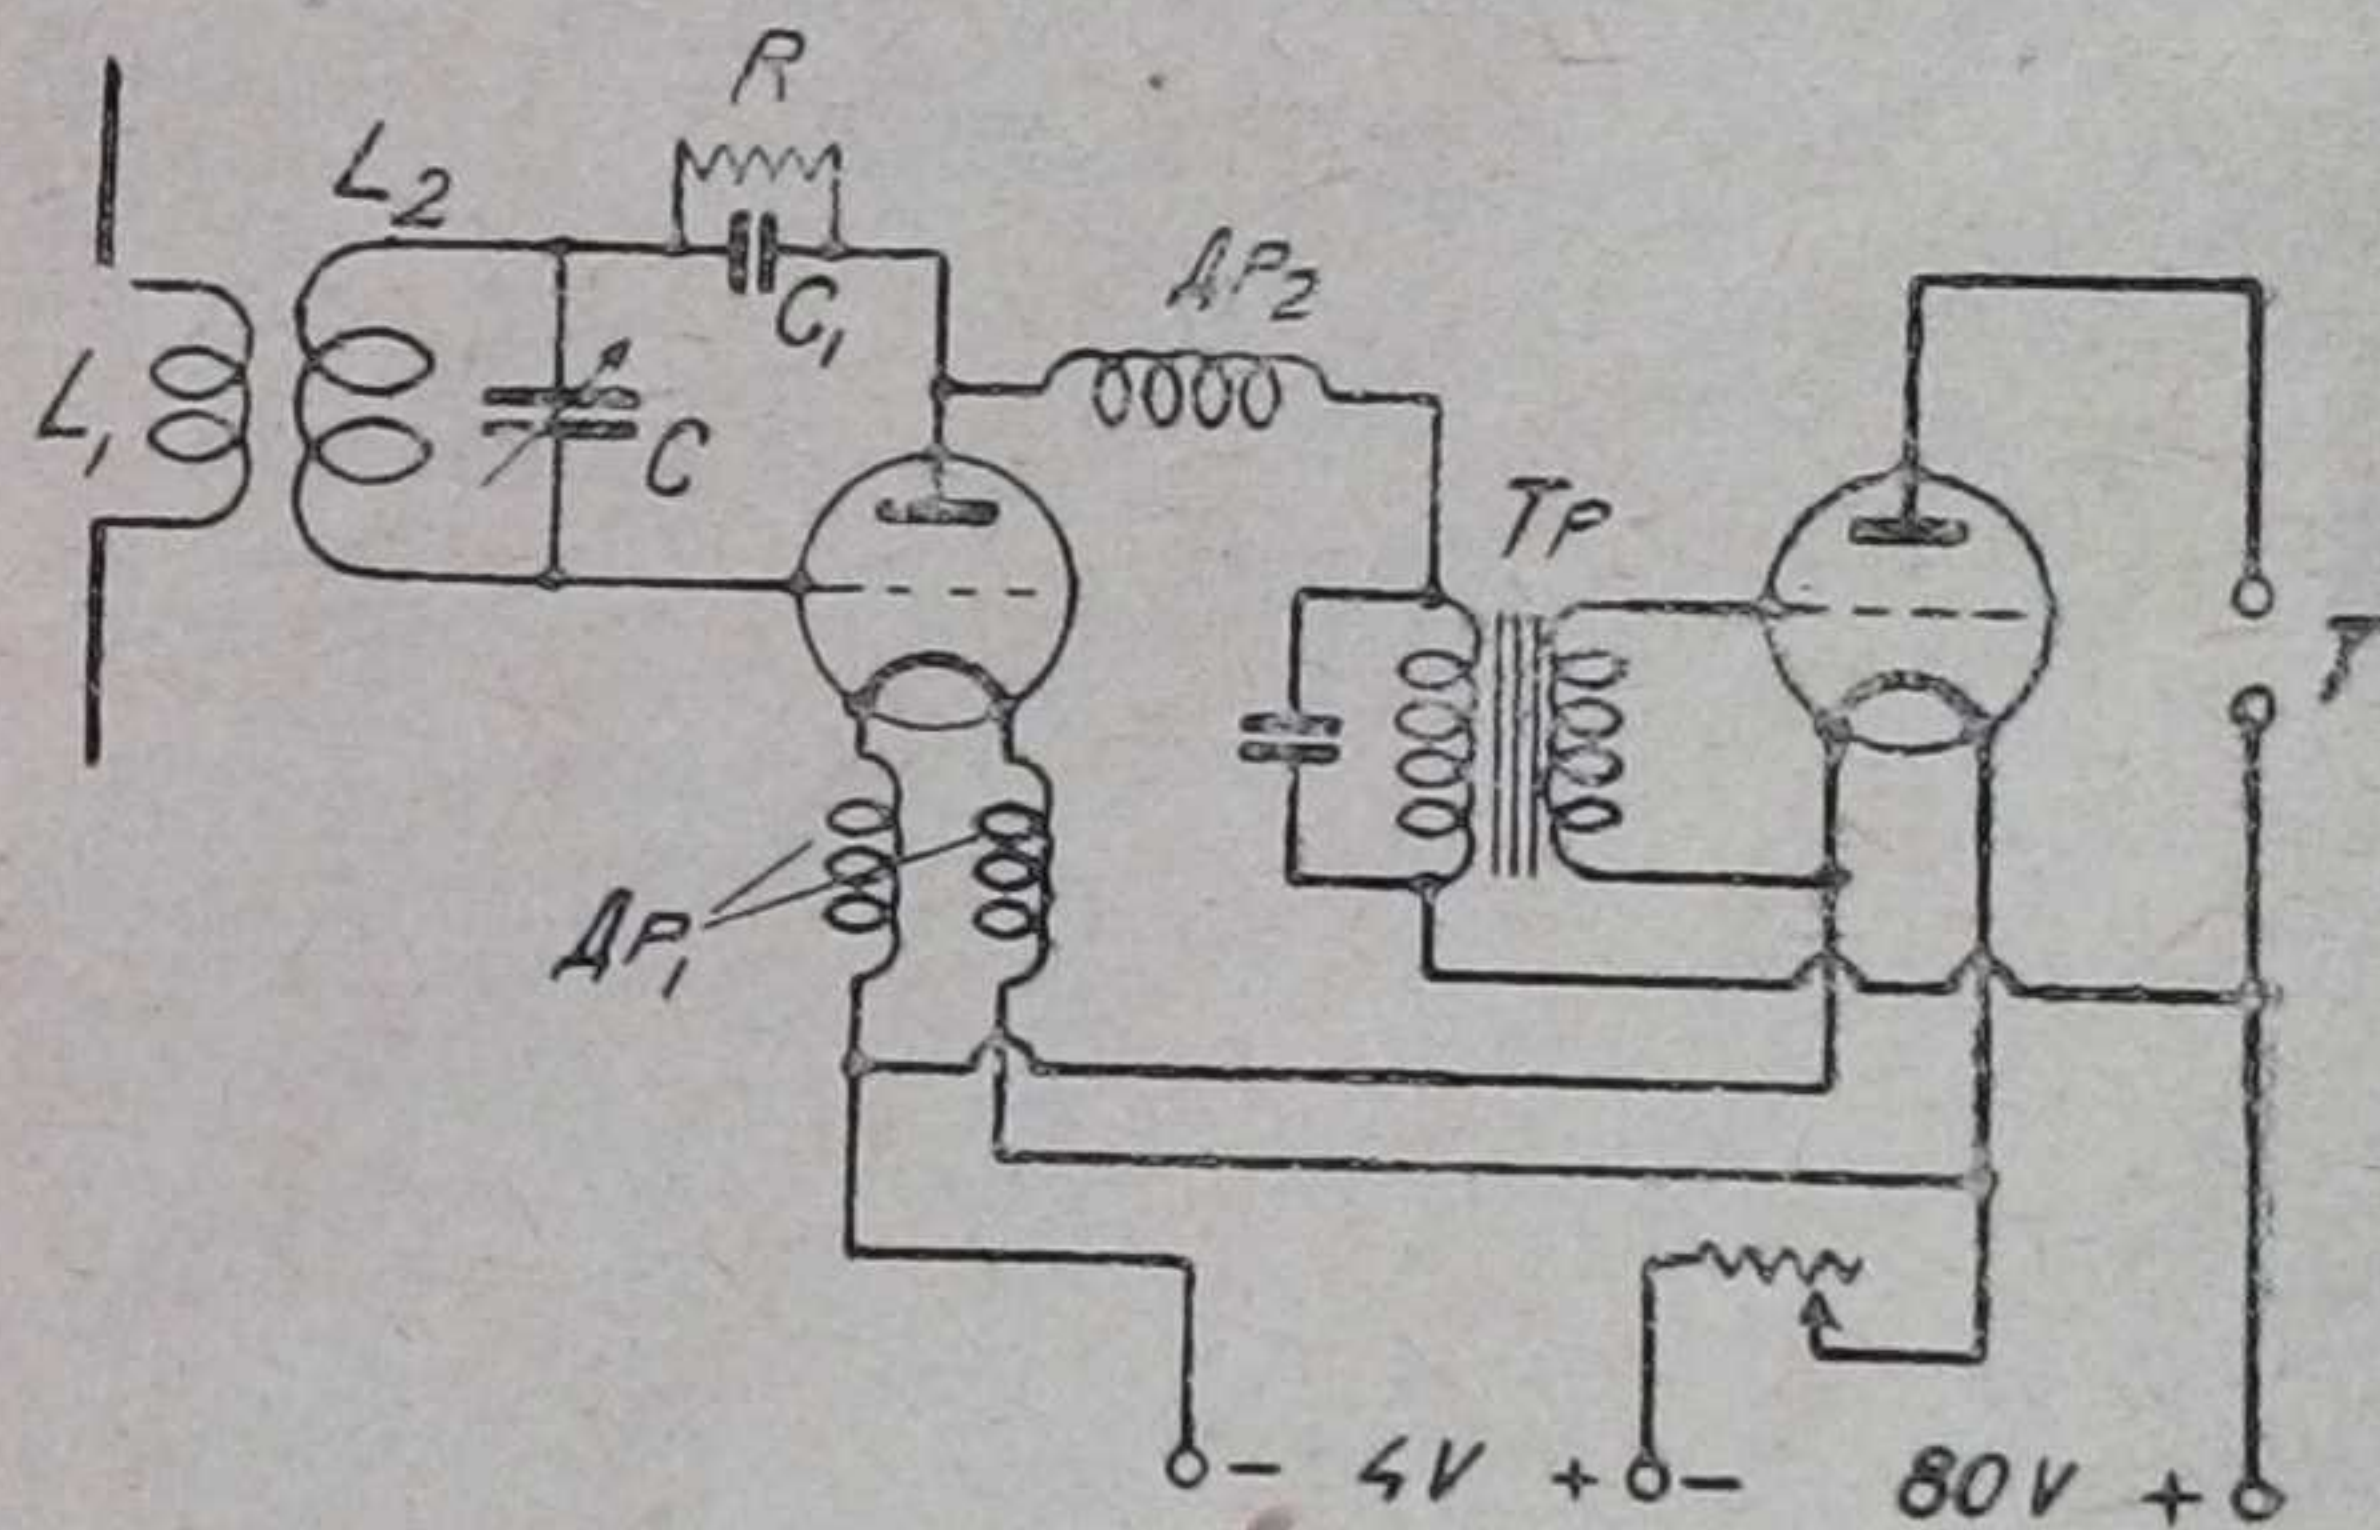 R
L₂
C₁
Др₂
L₁
C
Тр
Т
Др₁
- 4V + - 80V +